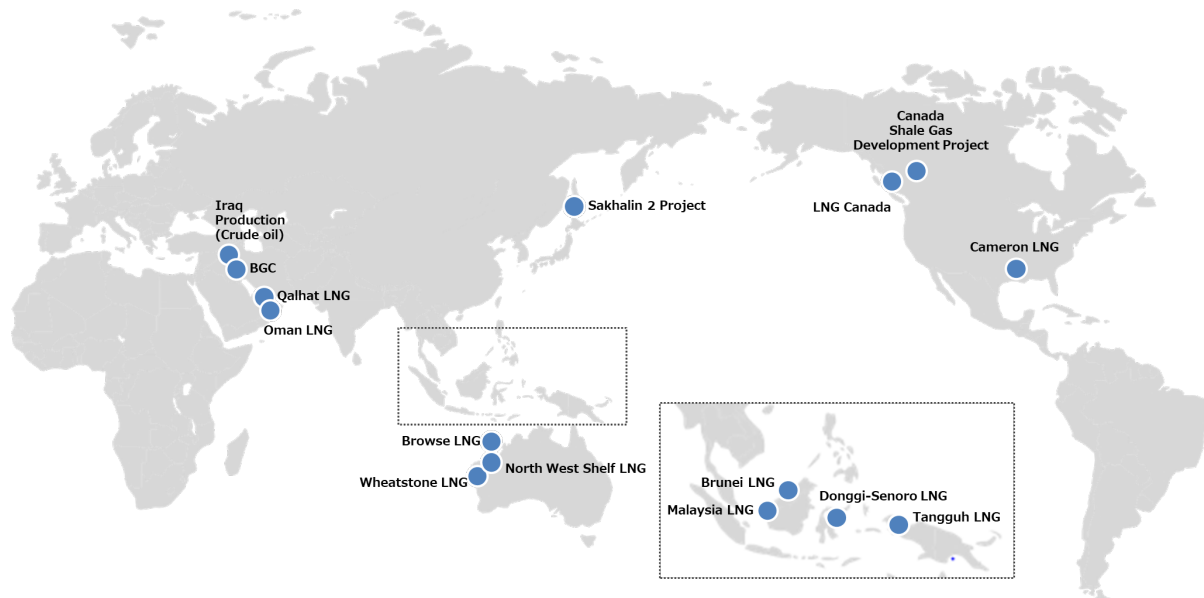 Canada
Shale Gas
Development Project
LNG Canada
Sakhalin 2 Project
Iraq
Production
(Crude oil)
BGC
Cameron LNG
Qalhat LNG
Oman LNG
Browse LNG
North West Shelf LNG
Wheatstone LNG
Brunei LNG
Donggi-Senoro LNG
Malaysia LNG
Tangguh LNG